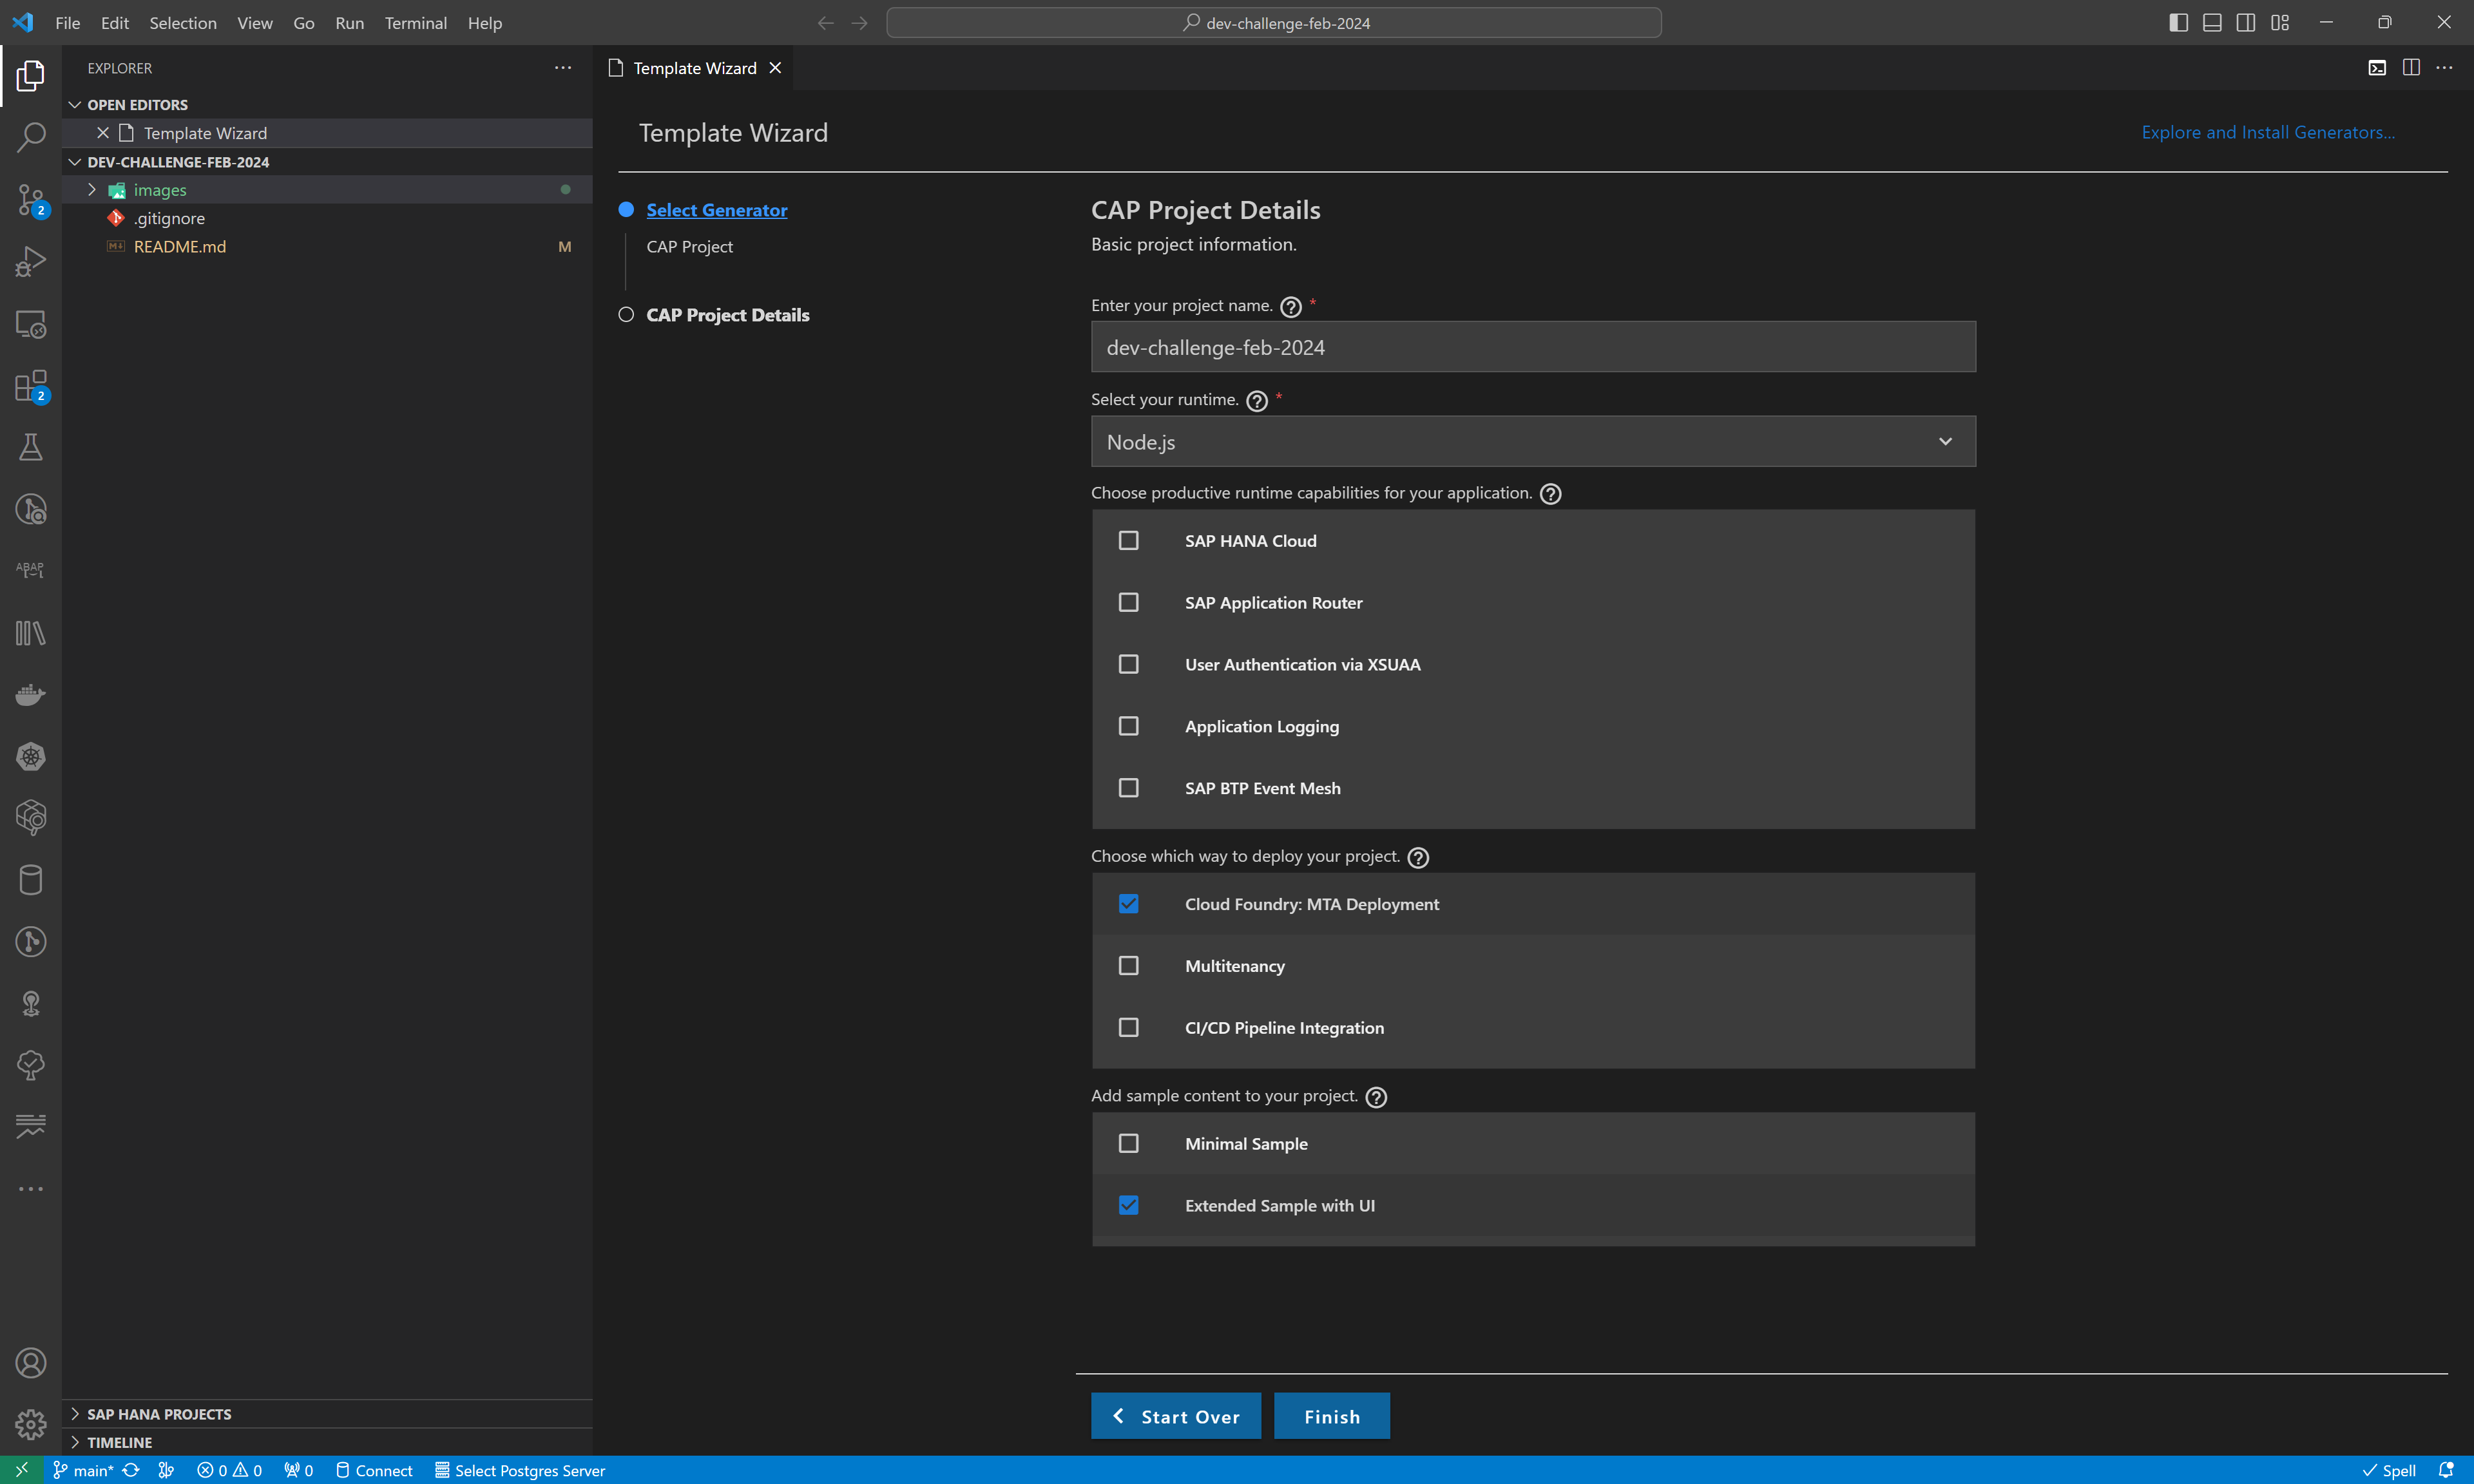 File Edit Selection View Go Run Terminal Help
dev-challenge-feb-2024
EXPLORER
OPEN EDITORS
Template Wizard
DEV-CHALLENGE-FEB-2024
images
.gitignore
README.md M
SAP HANA PROJECTS
TIMELINE
2
2
ABAP
Template Wizard
Template Wizard
Explore and Install Generators...
Select Generator
CAP Project
CAP Project Details
CAP Project Details
Basic project information.
Enter your project name. *
dev-challenge-feb-2024
Select your runtime. *
Node.js
Choose productive runtime capabilities for your application.
SAP HANA Cloud
SAP Application Router
User Authentication via XSUAA
Application Logging
SAP BTP Event Mesh
Choose which way to deploy your project.
Cloud Foundry: MTA Deployment
Multitenancy
CI/CD Pipeline Integration
Add sample content to your project.
Minimal Sample
Extended Sample with UI
Start Over
Finish
main* 0 0 0 Connect Select Postgres Server Spell